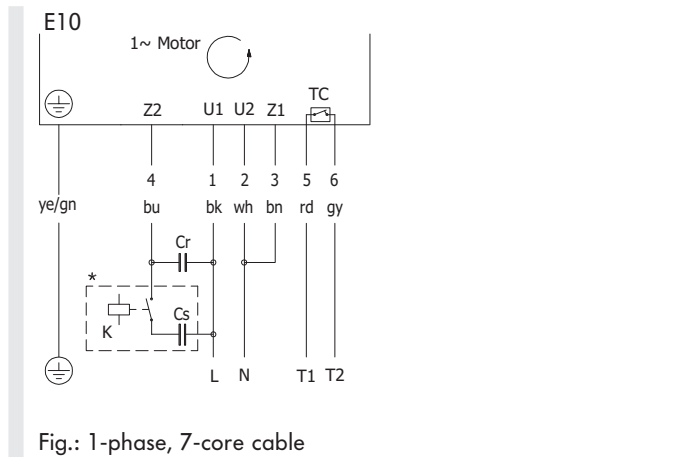 E10
1~ Motor
TC
Z2 U1 U2 Z1
4 1 2 3 5 6
ye/gn bu bk wh bn rd gy
Cr
*
Cs
K
L N T1 T2
Fig.: 1-phase, 7-core cable